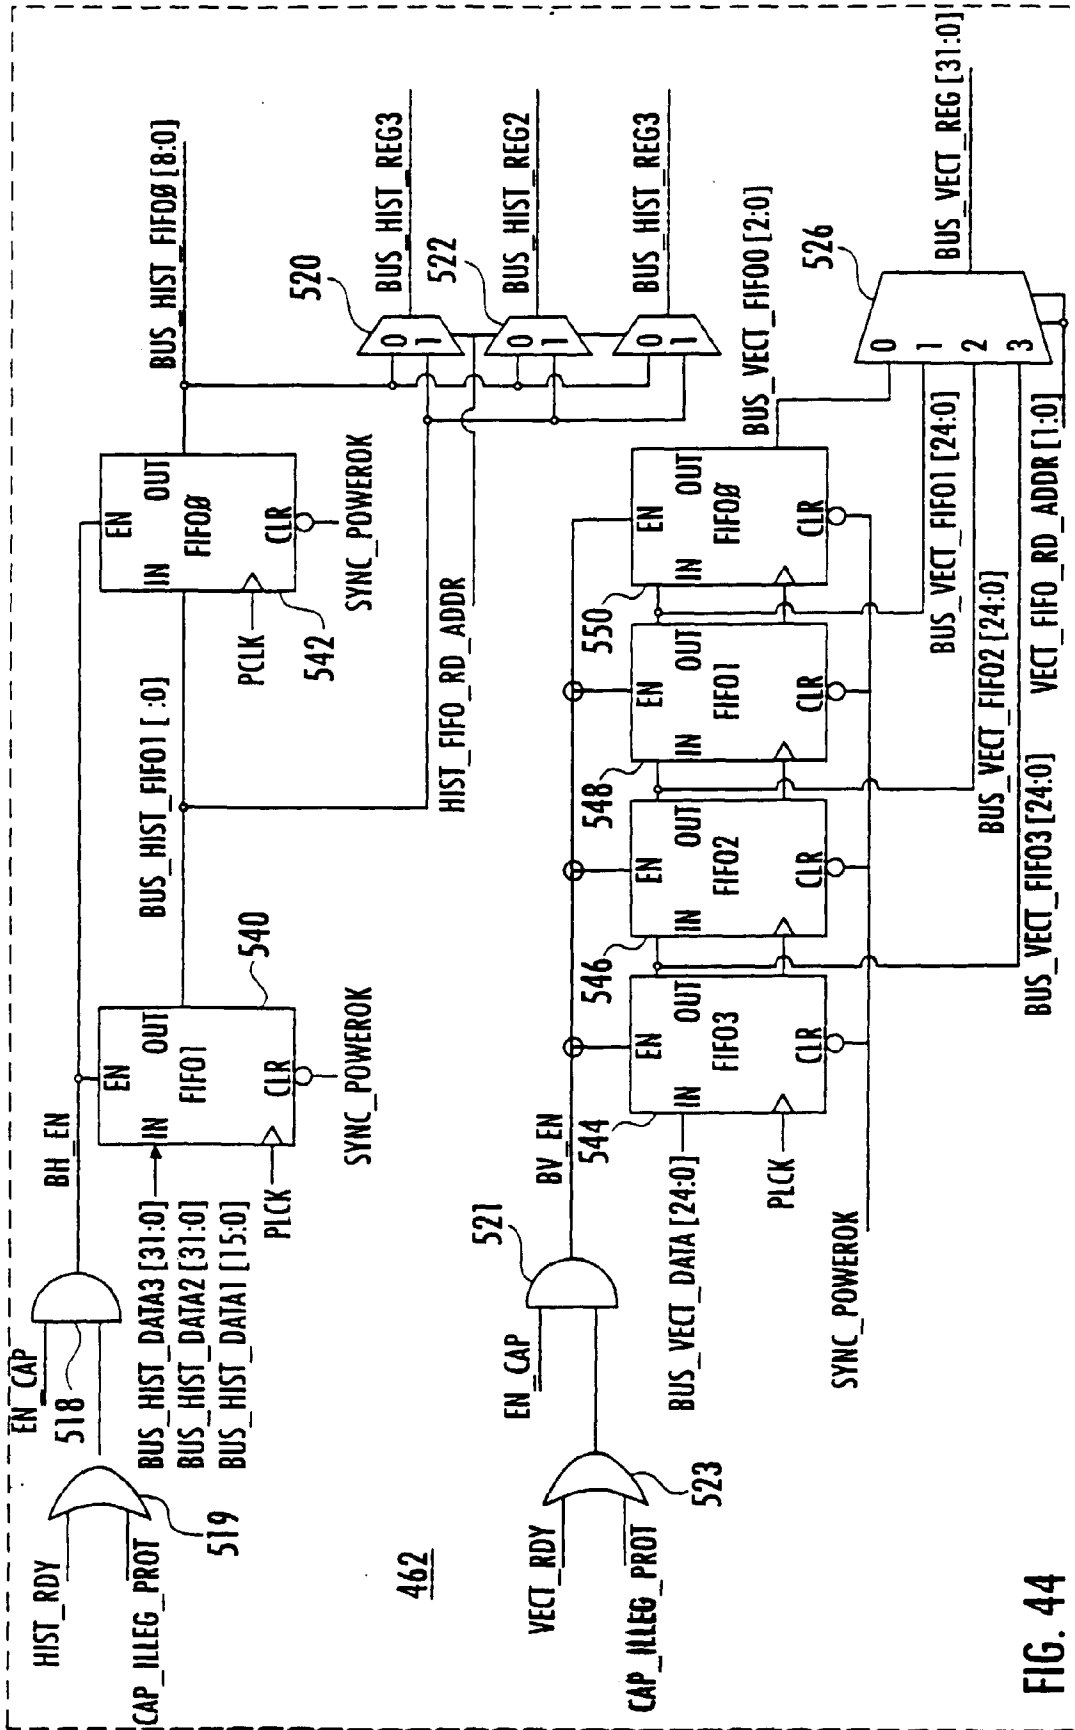 HIST_RDY
CAP_ILLEG_PROT
519
EN_CAP
518
BH_EN
BUS_HIST_DATA3 [31:0]
BUS_HIST_DATA2 [31:0]
BUS_HIST_DATA1 [15:0]
PLCK
IN
EN
OUT
FIFO1
CLR
540
SYNC_POWEROK
BUS_HIST_FIFO1 [ :0]
PCLK
542
IN
EN
OUT
FIFO0
CLR
SYNC_POWEROK
BUS_HIST_FIFO0 [8:0]
HIST_FIFO_RD_ADDR
520
0
1
BUS_HIST_REG3
522
0
1
BUS_HIST_REG2
0
1
BUS_HIST_REG3
462
VECT_RDY
CAP_ILLEG_PROT
523
EN_CAP
521
BV_EN
BUS_VECT_DATA [24:0]
PLCK
SYNC_POWEROK
544
IN
EN
OUT
FIFO3
CLR
546
IN
EN
OUT
FIFO2
CLR
548
IN
EN
OUT
FIFO1
CLR
550
IN
EN
OUT
FIFO0
CLR
BUS_VECT_FIFO0 [2:0]
BUS_VECT_FIFO1 [24:0]
BUS_VECT_FIFO2 [24:0]
BUS_VECT_FIFO3 [24:0]
VECT_FIFO_RD_ADDR [1:0]
526
0
1
2
3
BUS_VECT_REG [31:0]
FIG. 44